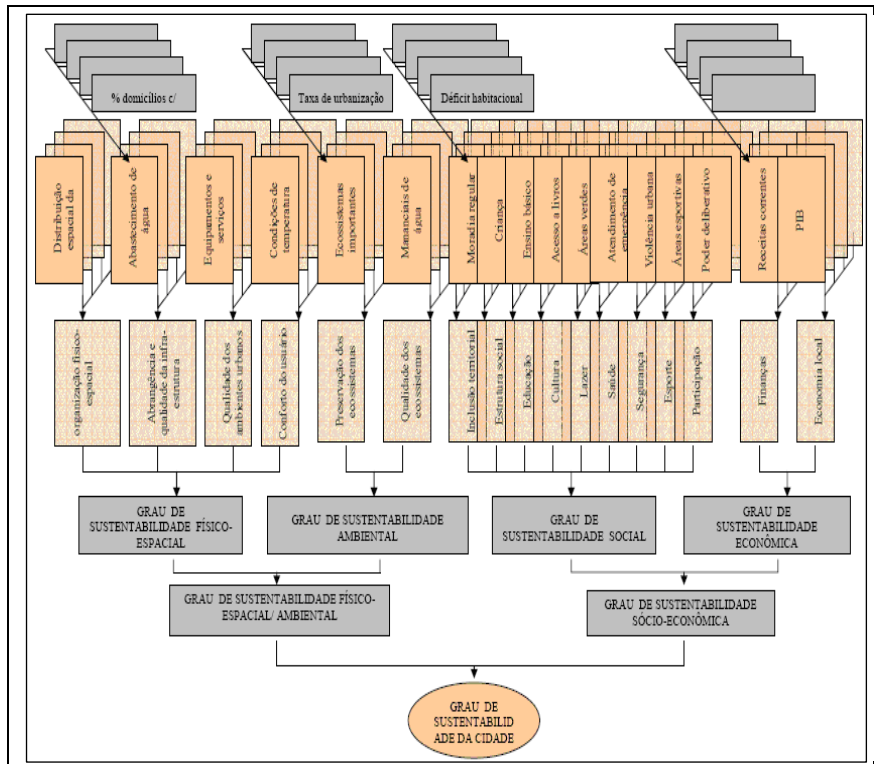 % domicílios c/
Taxa de urbanização
Déficit habitacional
Distribuição
espacial da
Abastecimento de
água
Equipamentos e
serviços
Condições de
temperatura
Ecossistemas
importantes
Mananciais de
água
Moradia regular
Criança
Ensino básico
Acesso a livros
Áreas verdes
Atendimento de
emergência
Violência urbana
Áreas esportivas
Poder deliberativo
Receitas correntes
PIB
organização físico-
espacial
Abrangência e
qualidade da infra-
estrutura
Qualidade dos
ambientes urbanos
Conforto do usuário
Preservação dos
ecossistemas
Qualidade dos
ecossistemas
Inclusão territorial
Estrutura social
Educação
Cultura
Lazer
Saúde
Segurança
Esporte
Participação
Finanças
Economia local
GRAU DE
SUSTENTABILIDADE FÍSICO-
ESPACIAL
GRAU DE SUSTENTABILIDADE
AMBIENTAL
GRAU DE
SUSTENTABILIDADE SOCIAL
GRAU DE
SUSTENTABILIDADE
ECONÔMICA
GRAU DE SUSTENTABILIDADE FÍSICO-
ESPACIAL/ AMBIENTAL
GRAU DE SUSTENTABILIDADE
SÓCIO-ECONÔMICA
GRAU DE
SUSTENTABILID
ADE DA CIDADE